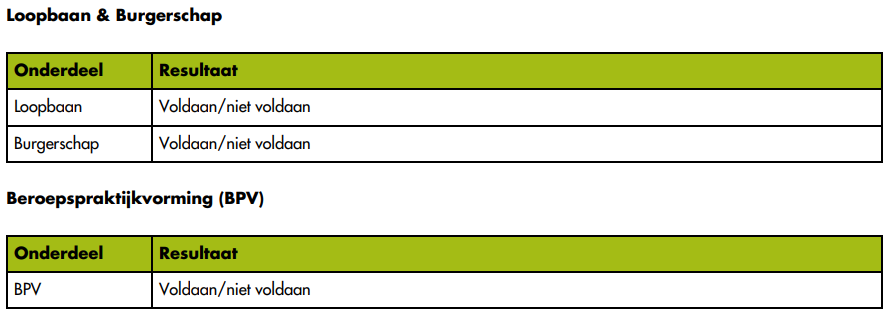 Loopbaan & Burgerschap
Onderdeel Resultaat
Loopbaan Voldaan/niet voldaan
Burgerschap Voldaan/niet voldaan
Beroepspraktijkvorming (BPV)
Onderdeel Resultaat
BPV Voldaan/niet voldaan